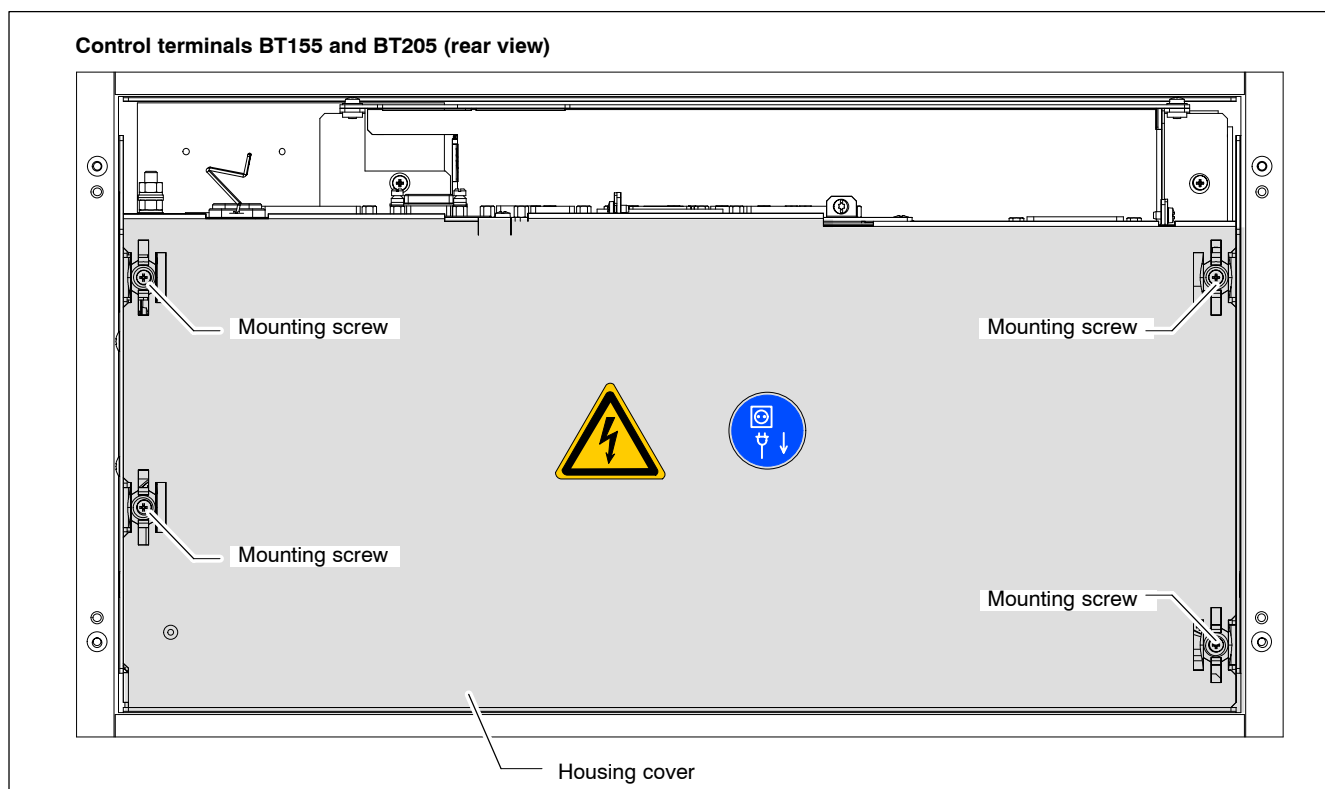 Control terminals BT155 and BT205 (rear view)
Mounting screw
Mounting screw
Mounting screw
Mounting screw
Housing cover